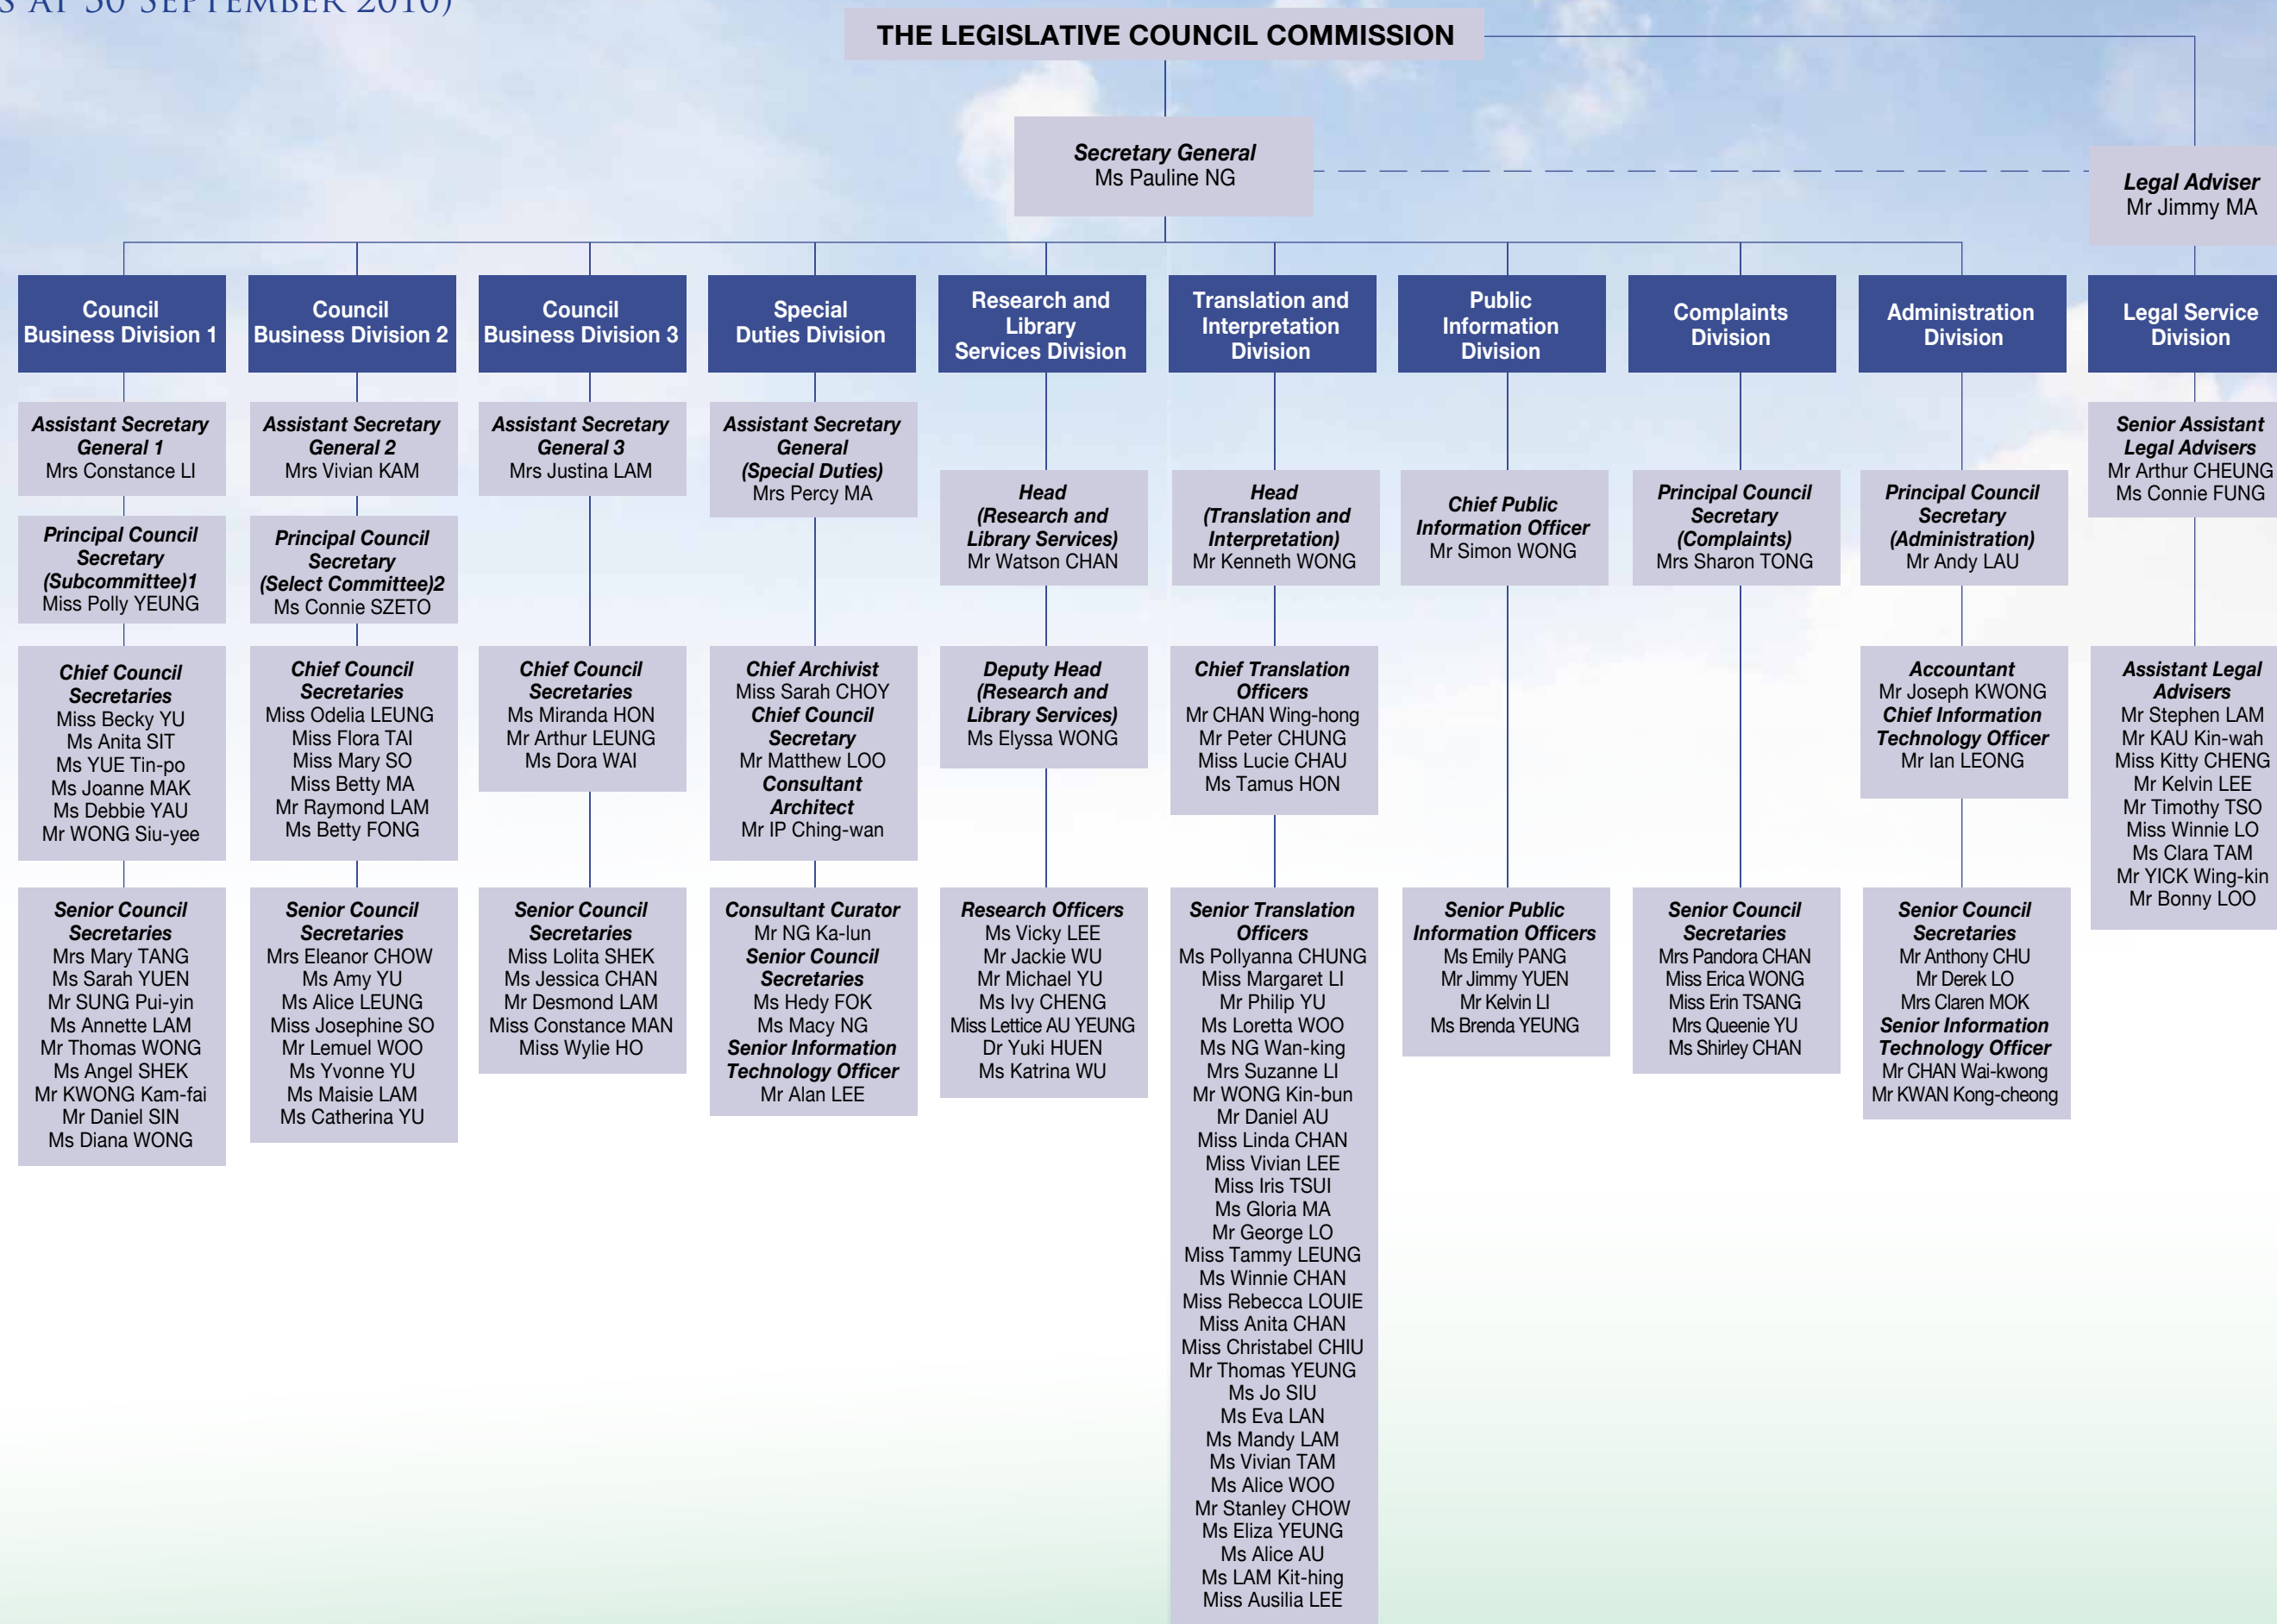 S AT 30 SEPTEMBER 2010)
THE LEGISLATIVE COUNCIL COMMISSION
Secretary General
Ms Pauline NG
Legal Adviser
Mr Jimmy MA
Council
Business Division 1
Assistant Secretary
General 1
Mrs Constance LI
Principal Council
Secretary
(Subcommittee)1
Miss Polly YEUNG
Chief Council
Secretaries
Miss Becky YU
Ms Anita SIT
Ms YUE Tin-po
Ms Joanne MAK
Ms Debbie YAU
Mr WONG Siu-yee
Senior Council
Secretaries
Mrs Mary TANG
Ms Sarah YUEN
Mr SUNG Pui-yin
Ms Annette LAM
Mr Thomas WONG
Ms Angel SHEK
Mr KWONG Kam-fai
Mr Daniel SIN
Ms Diana WONG
Council
Business Division 2
Assistant Secretary
General 2
Mrs Vivian KAM
Principal Council
Secretary
(Select Committee)2
Ms Connie SZETO
Chief Council
Secretaries
Miss Odelia LEUNG
Miss Flora TAI
Miss Mary SO
Miss Betty MA
Mr Raymond LAM
Ms Betty FONG
Senior Council
Secretaries
Mrs Eleanor CHOW
Ms Amy YU
Ms Alice LEUNG
Miss Josephine SO
Mr Lemuel WOO
Ms Yvonne YU
Ms Maisie LAM
Ms Catherina YU
Council
Business Division 3
Assistant Secretary
General 3
Mrs Justina LAM
Chief Council
Secretaries
Ms Miranda HON
Mr Arthur LEUNG
Ms Dora WAI
Senior Council
Secretaries
Miss Lolita SHEK
Ms Jessica CHAN
Mr Desmond LAM
Miss Constance MAN
Miss Wylie HO
Special
Duties Division
Assistant Secretary
General
(Special Duties)
Mrs Percy MA
Chief Archivist
Miss Sarah CHOY
Chief Council
Secretary
Mr Matthew LOO
Consultant
Architect
Mr IP Ching-wan
Consultant Curator
Mr NG Ka-lun
Senior Council
Secretaries
Ms Hedy FOK
Ms Macy NG
Senior Information
Technology Officer
Mr Alan LEE
Research and
Library
Services Division
Head
(Research and
Library Services)
Mr Watson CHAN
Deputy Head
(Research and
Library Services)
Ms Elyssa WONG
Research Officers
Ms Vicky LEE
Mr Jackie WU
Mr Michael YU
Ms Ivy CHENG
Miss Lettice AU YEUNG
Dr Yuki HUEN
Ms Katrina WU
Translation and
Interpretation
Division
Head
(Translation and
Interpretation)
Mr Kenneth WONG
Chief Translation
Officers
Mr CHAN Wing-hong
Mr Peter CHUNG
Miss Lucie CHAU
Ms Tamus HON
Senior Translation
Officers
Ms Pollyanna CHUNG
Miss Margaret LI
Mr Philip YU
Ms Loretta WOO
Ms NG Wan-king
Mrs Suzanne LI
Mr WONG Kin-bun
Mr Daniel AU
Miss Linda CHAN
Miss Vivian LEE
Miss Iris TSUI
Ms Gloria MA
Mr George LO
Miss Tammy LEUNG
Ms Winnie CHAN
Miss Rebecca LOUIE
Miss Anita CHAN
Miss Christabel CHIU
Mr Thomas YEUNG
Ms Jo SIU
Ms Eva LAN
Ms Mandy LAM
Ms Vivian TAM
Ms Alice WOO
Mr Stanley CHOW
Ms Eliza YEUNG
Ms Alice AU
Ms LAM Kit-hing
Miss Ausilia LEE
Public
Information
Division
Chief Public
Information Officer
Mr Simon WONG
Senior Public
Information Officers
Ms Emily PANG
Mr Jimmy YUEN
Mr Kelvin LI
Ms Brenda YEUNG
Complaints
Division
Principal Council
Secretary
(Complaints)
Mrs Sharon TONG
Senior Council
Secretaries
Mrs Pandora CHAN
Miss Erica WONG
Miss Erin TSANG
Mrs Queenie YU
Ms Shirley CHAN
Administration
Division
Principal Council
Secretary
(Administration)
Mr Andy LAU
Accountant
Mr Joseph KWONG
Chief Information
Technology Officer
Mr Ian LEONG
Senior Council
Secretaries
Mr Anthony CHU
Mr Derek LO
Mrs Claren MOK
Senior Information
Technology Officer
Mr CHAN Wai-kwong
Mr KWAN Kong-cheong
Legal Service
Division
Senior Assistant
Legal Advisers
Mr Arthur CHEUNG
Ms Connie FUNG
Assistant Legal
Advisers
Mr Stephen LAM
Mr KAU Kin-wah
Miss Kitty CHENG
Mr Kelvin LEE
Mr Timothy TSO
Miss Winnie LO
Ms Clara TAM
Mr YICK Wing-kin
Mr Bonny LOO